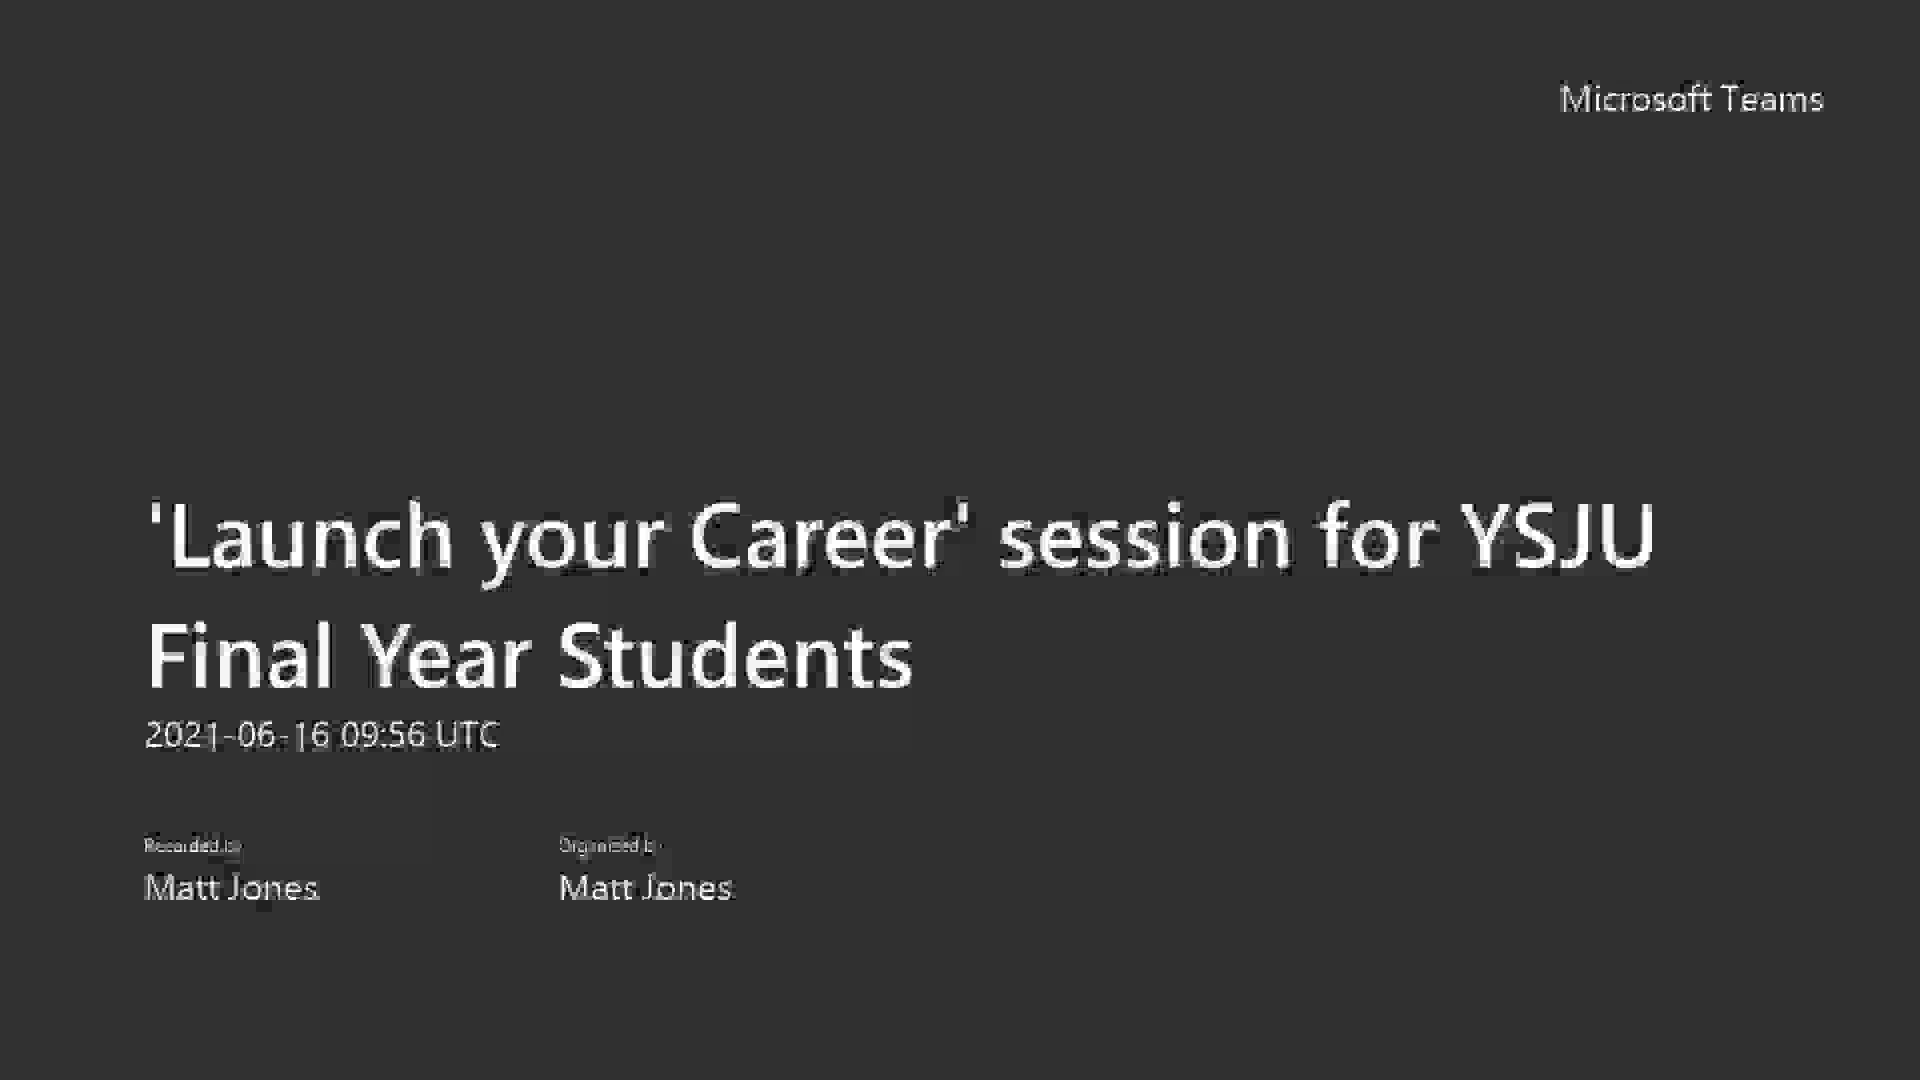 Microsoft Teams
'Launch your Career' session for YSJU
Final Year Students
2021-06-16 09:56 UTC
Recorded by
Organized by
Matt Jones
Matt Jones